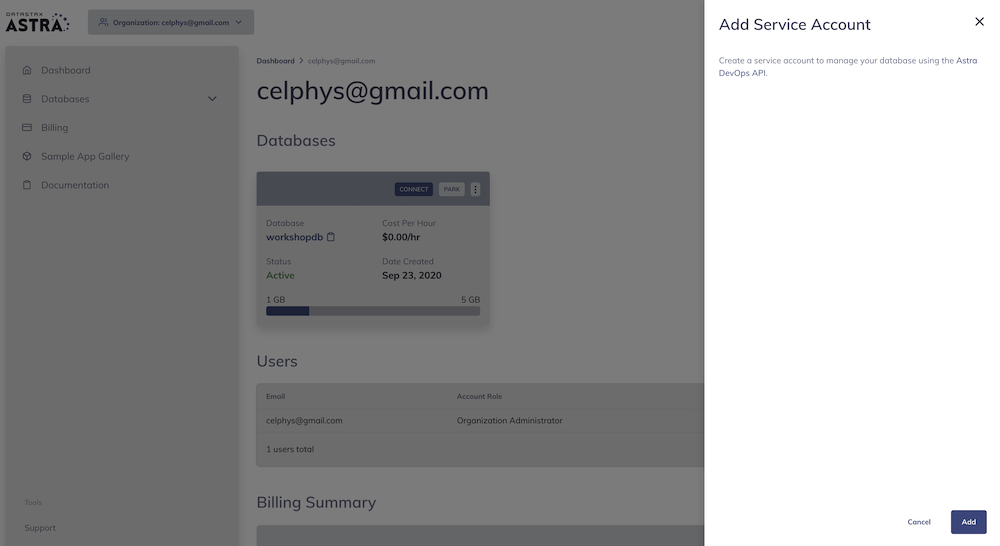 DATASTAX
ASTRA
Organization: celphys@gmail.com
Dashboard
Databases
Billing
Sample App Gallery
Documentation
Tools
Support
Dashboard > celphys@gmail.com
celphys@gmail.com
Databases
CONNECT PARK
Database Cost Per Hour
workshopdb $0.00/hr
Status Date Created
Active Sep 23, 2020
1 GB 5 GB
Users
Email Account Role
celphys@gmail.com Organization Administrator
1 users total
Billing Summary
Add Service Account
Create a service account to manage your database using the Astra
DevOps API.
Cancel Add